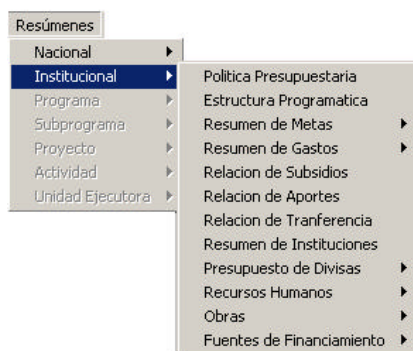 Resúmenes
Nacional
Institucional
Programa
Subprograma
Proyecto
Actividad
Unidad Ejecutora
Politica Presupuestaria
Estructura Programatica
Resumen de Metas
Resumen de Gastos
Relacion de Subsidios
Relacion de Aportes
Relacion de Tranferencia
Resumen de Instituciones
Presupuesto de Divisas
Recursos Humanos
Obras
Fuentes de Financiamiento